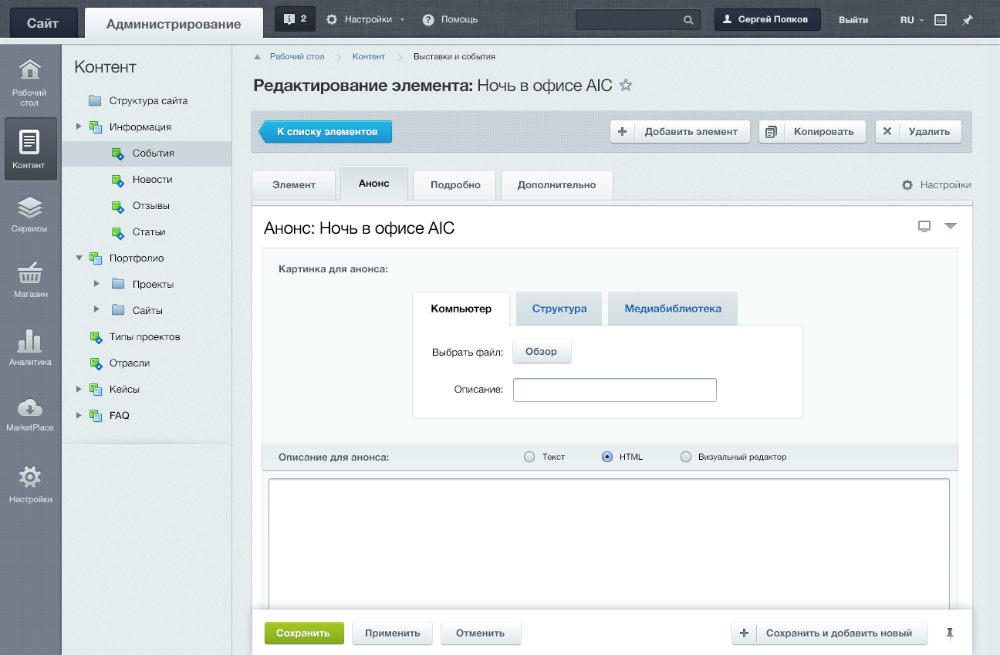 Сайт
Администрирование
2
Настройки
Помощь
Сергей Попков
Выйти
RU
Рабочий
стол
Контент
Сервисы
Магазин
Аналитика
MarketPlace
Настройки
Контент
Структура сайта
Информация
События
Новости
Отзывы
Статьи
Портфолио
Проекты
Сайты
Типы проектов
Отрасли
Кейсы
FAQ
Рабочий стол
Контент
Выставки и события
Редактирование элемента: Ночь в офисе AIC
К списку элементов
Добавить элемент
Копировать
Удалить
Элемент
Анонс
Подробно
Дополнительно
Настройки
Анонс: Ночь в офисе AIC
Картинка для анонса:
Компьютер
Структура
Медиабиблиотека
Выбрать файл:
Обзор
Описание:
Описание для анонса:
Текст
HTML
Визуальный редактор
Сохранить
Применить
Отменить
Сохранить и добавить новый